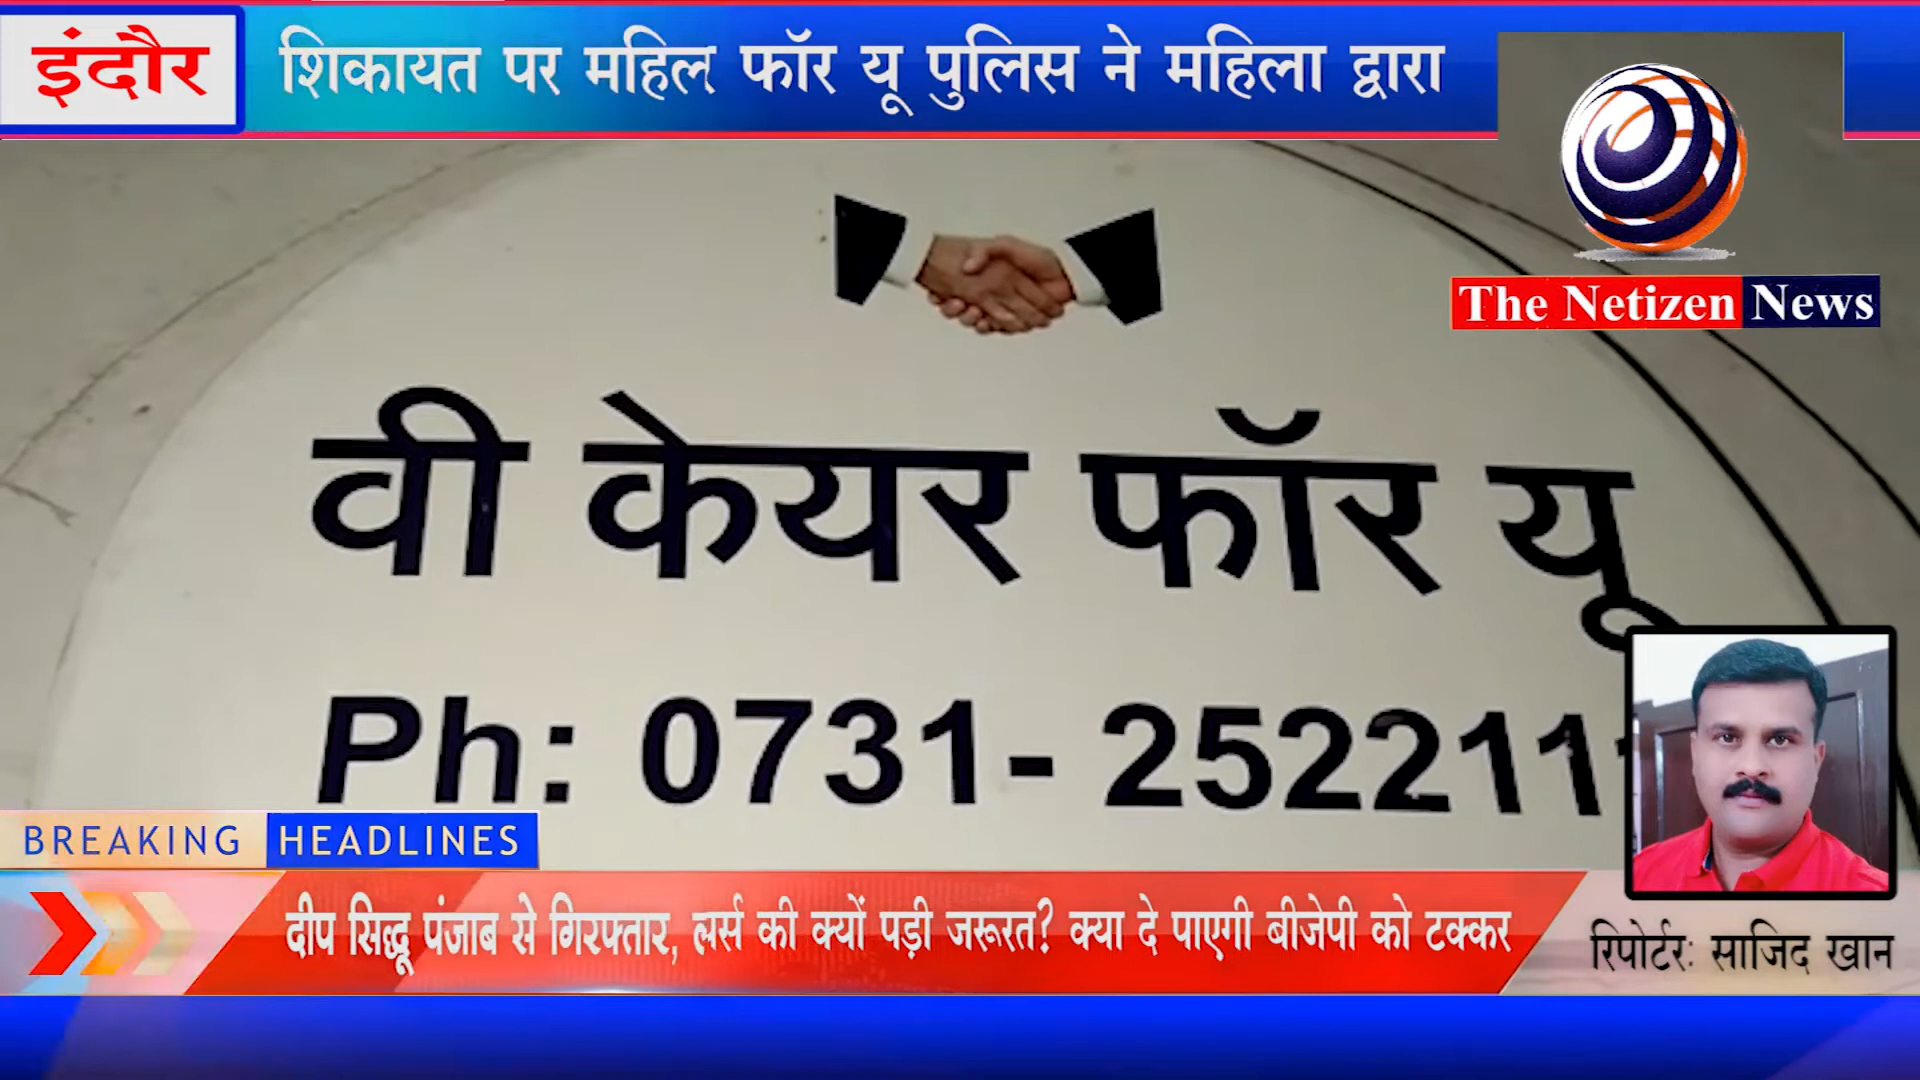 इंदौर
शिकायत पर महिल फॉर यू पुलिस ने महिला द्वारा
The Netizen News
वी केयर फॉर यू
Ph: 0731- 2522111
BREAKING HEADLINES
दीप सिद्धू पंजाब से गिरफ्तार, लर्स की क्यों पड़ी जरूरत? क्या दे पाएगी बीजेपी को टक्कर
रिपोर्टर: साजिद खान